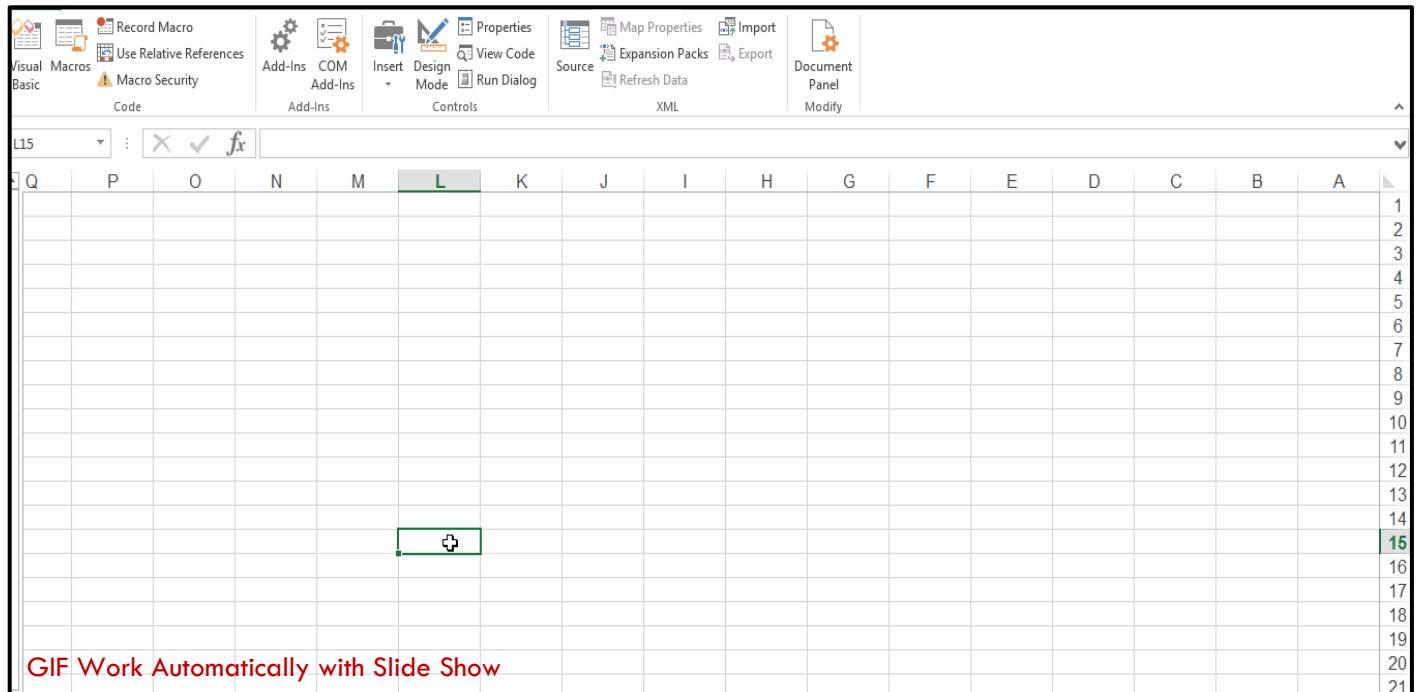 Record Macro
Use Relative References
Macro Security
Visual Basic
Macros
Code
Add-Ins
COM Add-Ins
Add-Ins
Insert
Design Mode
Properties
View Code
Run Dialog
Controls
Source
Map Properties
Expansion Packs
Refresh Data
Import
Export
XML
Document Panel
Modify
L15
fx
Q P O N M L K J I H G F E D C B A
1
2
3
4
5
6
7
8
9
10
11
12
13
14
15
16
17
18
19
20
21
GIF Work Automatically with Slide Show